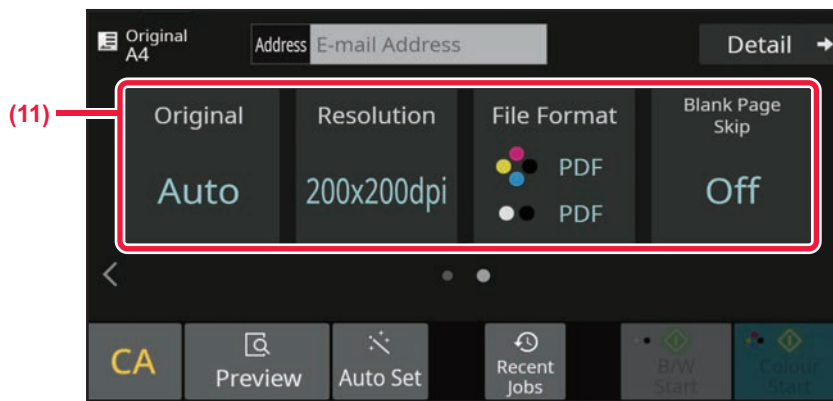 Original
A4
Address E-mail Address
Detail
(11)
Original
Resolution
File Format
Blank Page
Skip
Auto
200x200dpi
PDF
PDF
Off
CA
Preview
Auto Set
Recent
Jobs
B/W
Start
Colour
Start